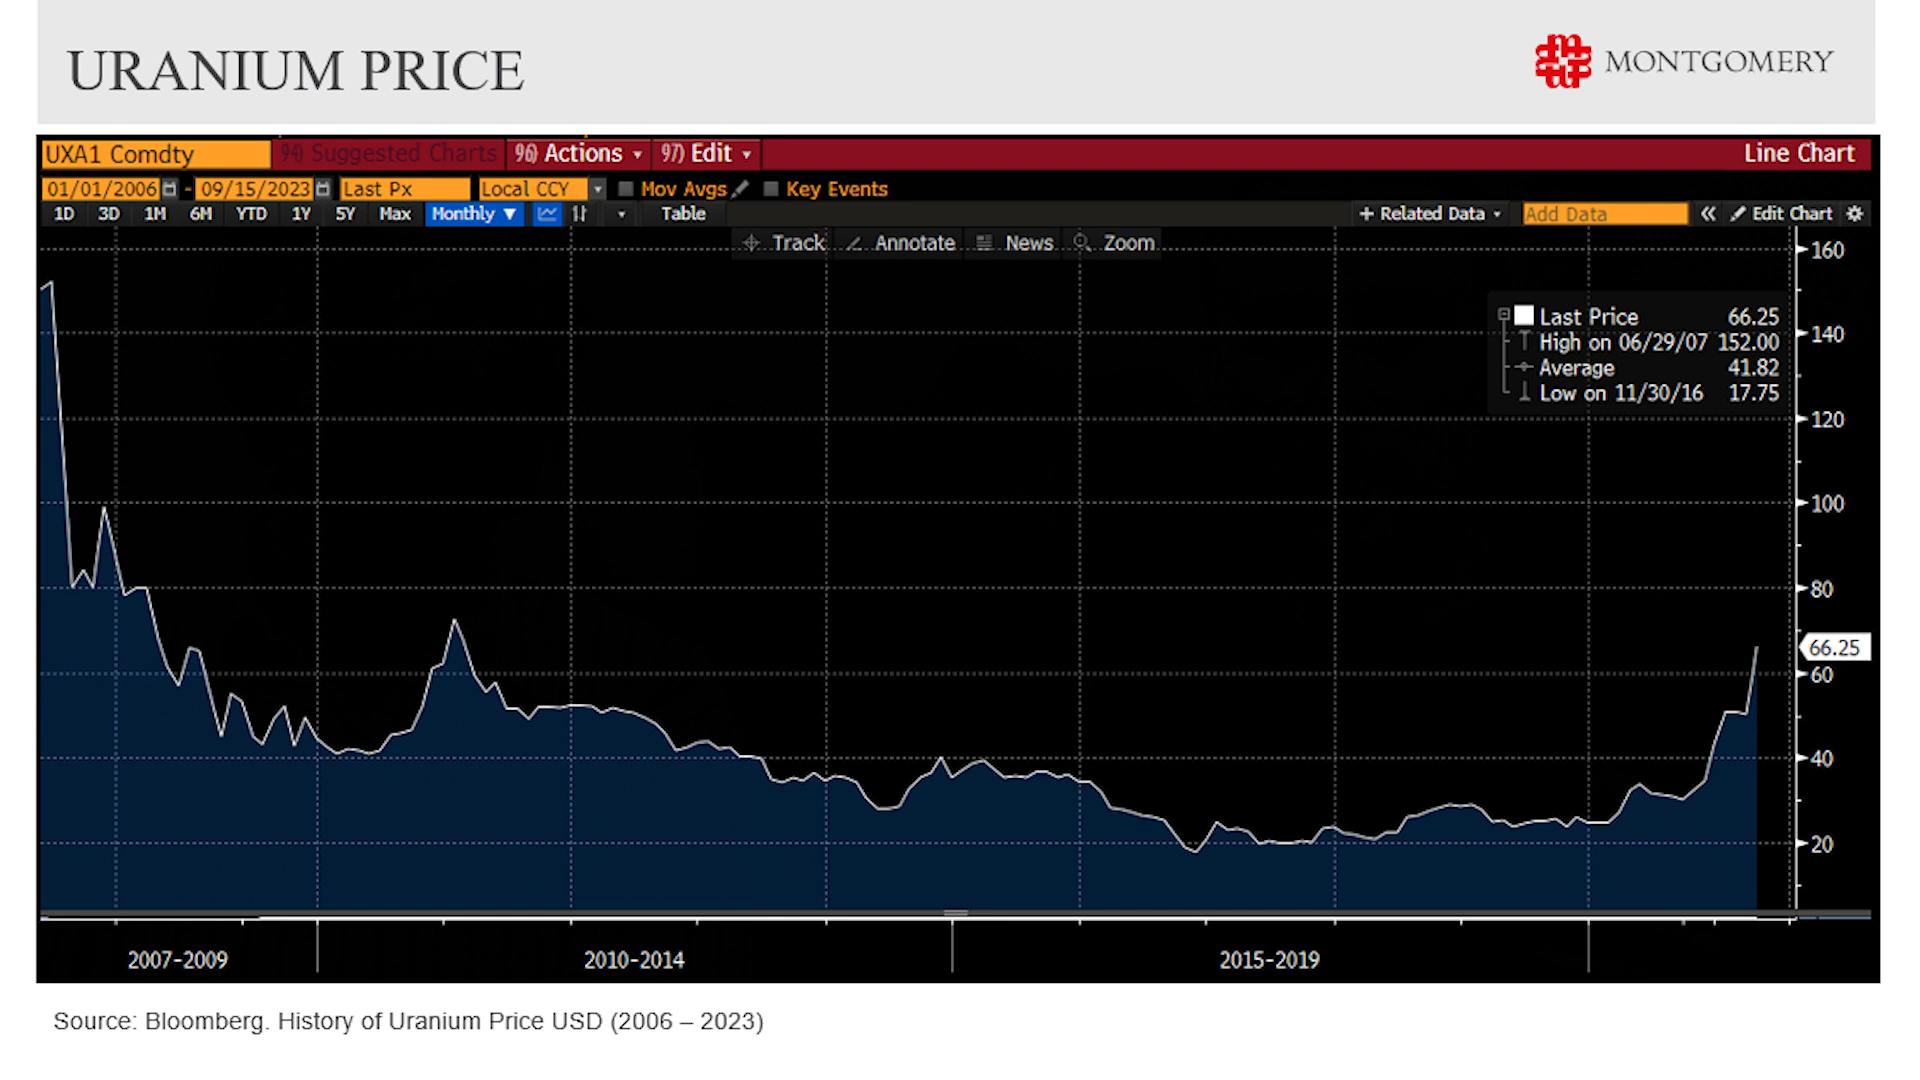 URANIUM PRICE
MONTGOMERY
UXA1 Comdty 94) Suggested Charts 96) Actions 97) Edit Line Chart
01/01/2006 - 09/15/2023 Last Px Local CCY Mov Avgs Key Events
1D 3D 1M 6M YTD 1Y 5Y Max Monthly ▼ Table + Related Data Add Data « Edit Chart
Track Annotate News Zoom
160
Last Price 66.25
140
High on 06/29/07 152.00
Average 41.82
Low on 11/30/16 17.75
120
100
80
66.25
60
40
20
2007-2009 2010-2014 2015-2019
Source: Bloomberg. History of Uranium Price USD (2006 – 2023)